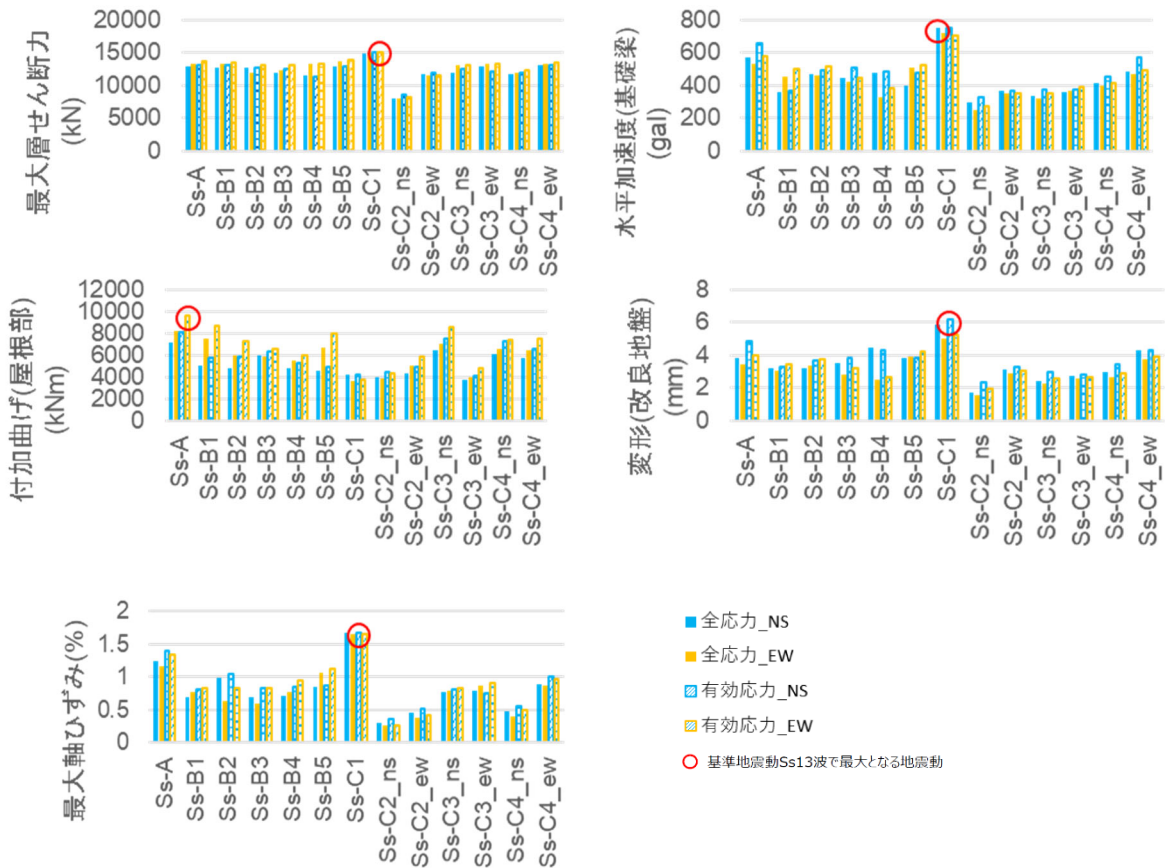 最大層せん断力
(kN)
20000
15000
10000
5000
0
Ss-A
Ss-B1
Ss-B2
Ss-B3
Ss-B4
Ss-B5
Ss-C1
Ss-C2_ns
Ss-C2_ew
Ss-C3_ns
Ss-C3_ew
Ss-C4_ns
Ss-C4_ew
水平加速度(基礎梁)
(gal)
800
600
400
200
0
Ss-A
Ss-B1
Ss-B2
Ss-B3
Ss-B4
Ss-B5
Ss-C1
Ss-C2_ns
Ss-C2_ew
Ss-C3_ns
Ss-C3_ew
Ss-C4_ns
Ss-C4_ew
付加曲げ(屋根部)
(kNm)
12000
10000
8000
6000
4000
2000
0
Ss-A
Ss-B1
Ss-B2
Ss-B3
Ss-B4
Ss-B5
Ss-C1
Ss-C2_ns
Ss-C2_ew
Ss-C3_ns
Ss-C3_ew
Ss-C4_ns
Ss-C4_ew
変形(改良地盤)
(mm)
8
6
4
2
0
Ss-A
Ss-B1
Ss-B2
Ss-B3
Ss-B4
Ss-B5
Ss-C1
Ss-C2_ns
Ss-C2_ew
Ss-C3_ns
Ss-C3_ew
Ss-C4_ns
Ss-C4_ew
最大軸ひずみ(%)
2
1.5
1
0.5
0
Ss-A
Ss-B1
Ss-B2
Ss-B3
Ss-B4
Ss-B5
Ss-C1
Ss-C2_ns
Ss-C2_ew
Ss-C3_ns
Ss-C3_ew
Ss-C4_ns
Ss-C4_ew
全応力_NS
全応力_EW
有効応力_NS
有効応力_EW
基準地震動Ss13波で最大となる地震動